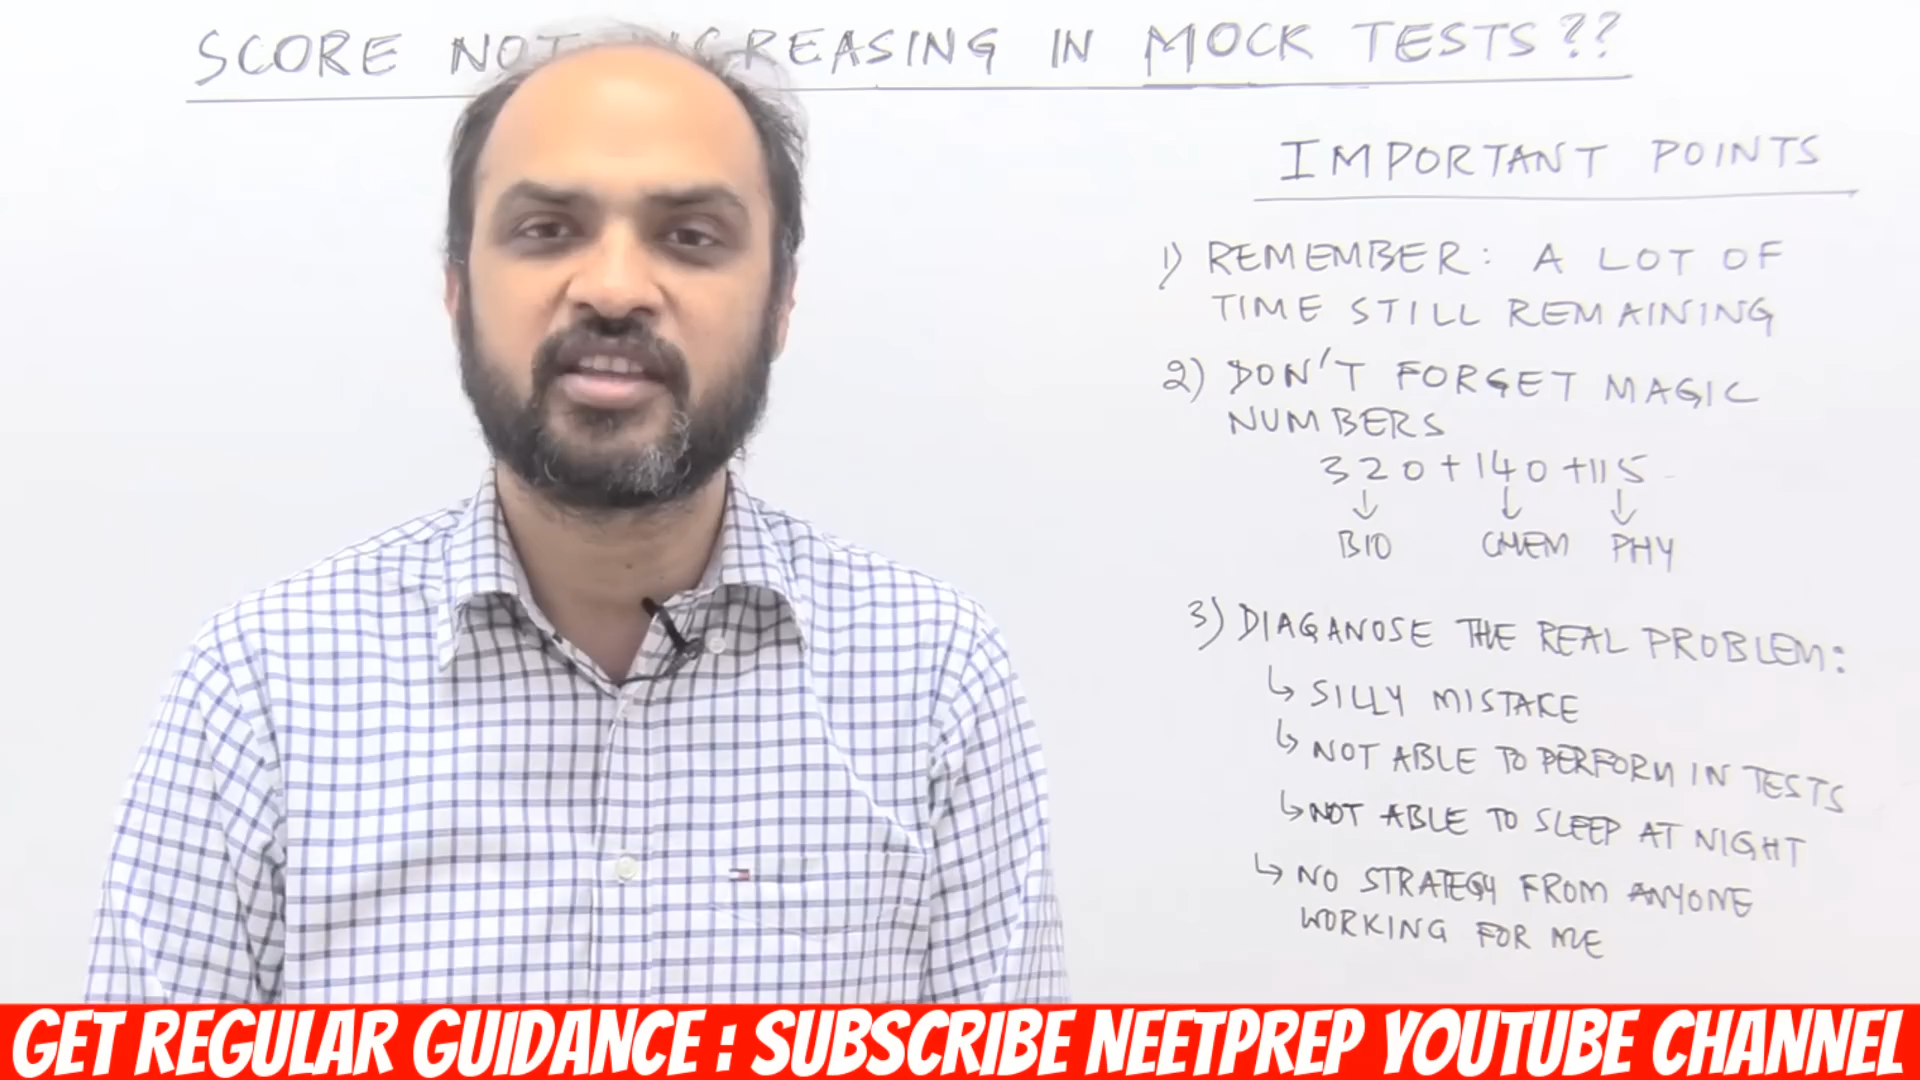 SCORE NOT INCREASING IN MOCK TESTS??
IMPORTANT POINTS
1) REMEMBER: A LOT OF
TIME STILL REMAINING
2) DON'T FORGET MAGIC
NUMBERS
320+140+115
↓ ↓ ↓
BIO CHEM PHY
3) DIAGANOSE THE REAL PROBLEM:
↳ SILLY MISTAKE
↳ NOT ABLE TO PERFORM IN TESTS
↳ NOT ABLE TO SLEEP AT NIGHT
↳ NO STRATEGY FROM ANYONE
WORKING FOR ME
GET REGULAR GUIDANCE : SUBSCRIBE NEETPREP YOUTUBE CHANNEL